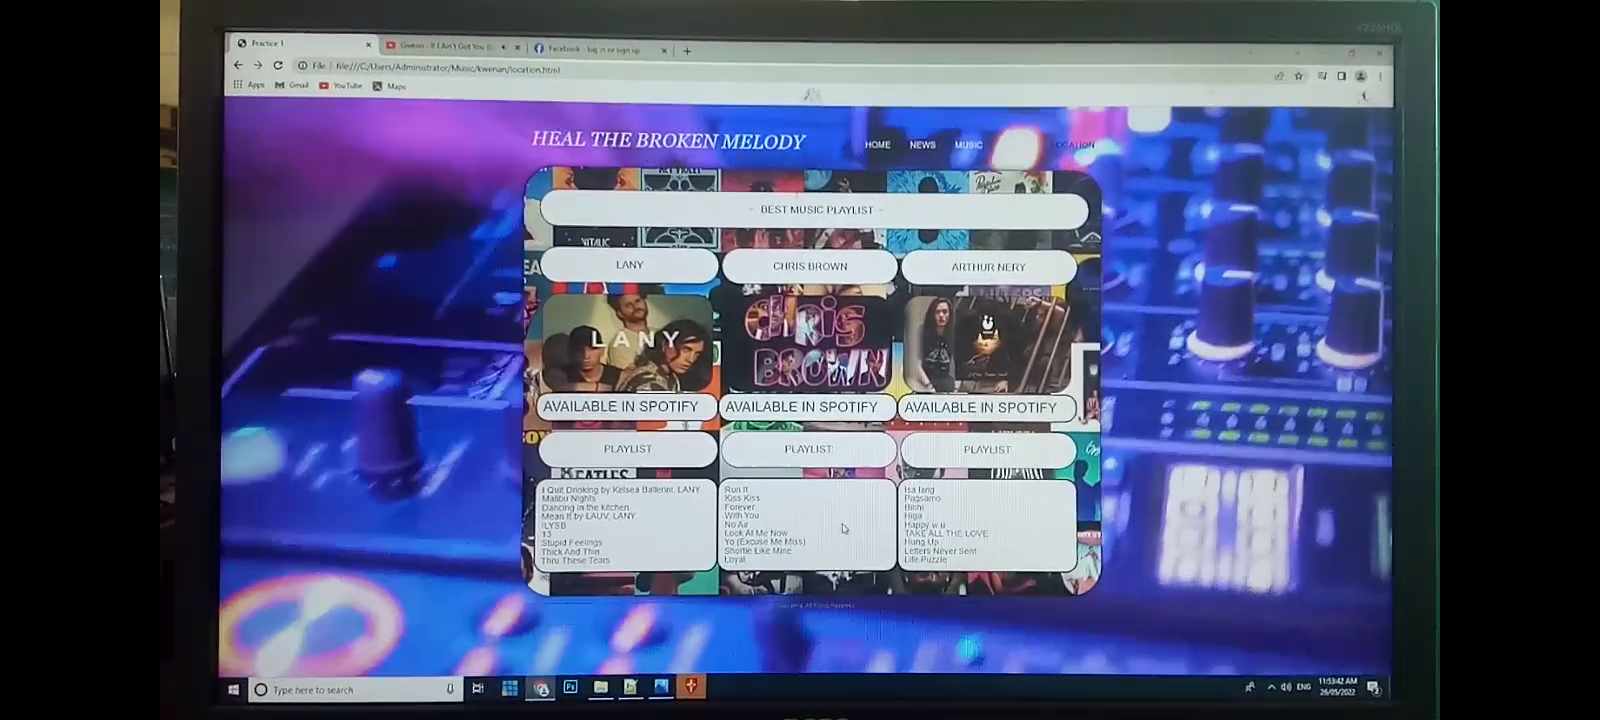 Practice 1
Giveon - If I Ain't Got You (
Facebook - log in or sign up
File | file:///C:/Users/Administrator/Music/kwenan/location.html
Apps Gmail YouTube Maps
HEAL THE BROKEN MELODY
HOME NEWS MUSIC LOCATION
- BEST MUSIC PLAYLIST -
LANY CHRIS BROWN ARTHUR NERY
LANY
chris
BROWN
AVAILABLE IN SPOTIFY AVAILABLE IN SPOTIFY AVAILABLE IN SPOTIFY
PLAYLIST PLAYLIST PLAYLIST
BEATLES
I Quit Drinking by Kelsea Ballerini, LANY
Malibu Nights
Dancing in the kitchen
Mean It by LAUV, LANY
ILYSB
13
Stupid Feelings
Thick And Thin
Thru These Tears
Run It
Kiss Kiss
Forever
With You
No Air
Look At Me Now
Yo (Excuse Me Miss)
Shortie Like Mine
Loyal
Isa lang
Pagsamo
Binhi
Higa
Happy w u
TAKE ALL THE LOVE
Hung Up
Letters Never Sent
Life Puzzle
Type here to search
ENG
11:53:42 AM
26/05/2022